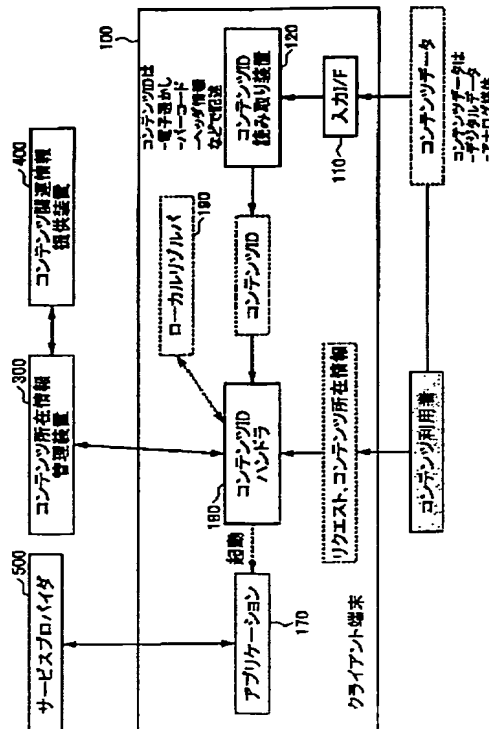 500
サービスプロバイダ
300
コンテンツ所在情報
管理装置
400
コンテンツ関連情報
提供装置
100
コンテンツIDは
-電子透かし
-バーコード
-ヘッダ情報
などで記述
190
ローカルリゾルバ
コンテンツID
読み取り装置
120
コンテンツID
入力I/F
110
コンテンツID
ハンドラ
180
起動
アプリケーション
170
リクエスト、コンテンツ所在情報
クライアント端末
コンテンツ利用者
コンテンツデータ
コンテンツデータは
-デジタルデータ
-アナログ媒体